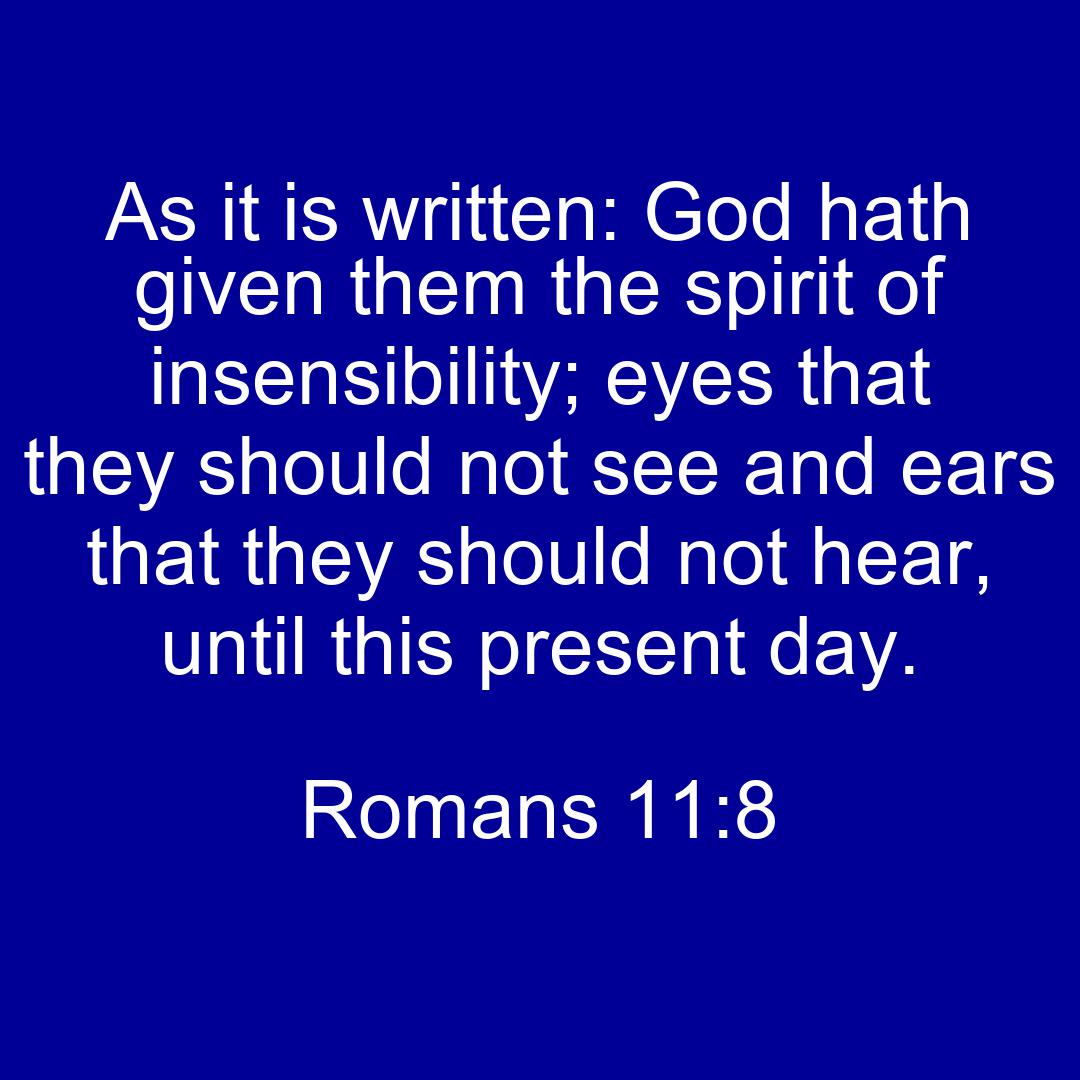 As it is written: God hath
given them the spirit of
insensibility; eyes that
they should not see and ears
that they should not hear,
until this present day.
Romans 11:8